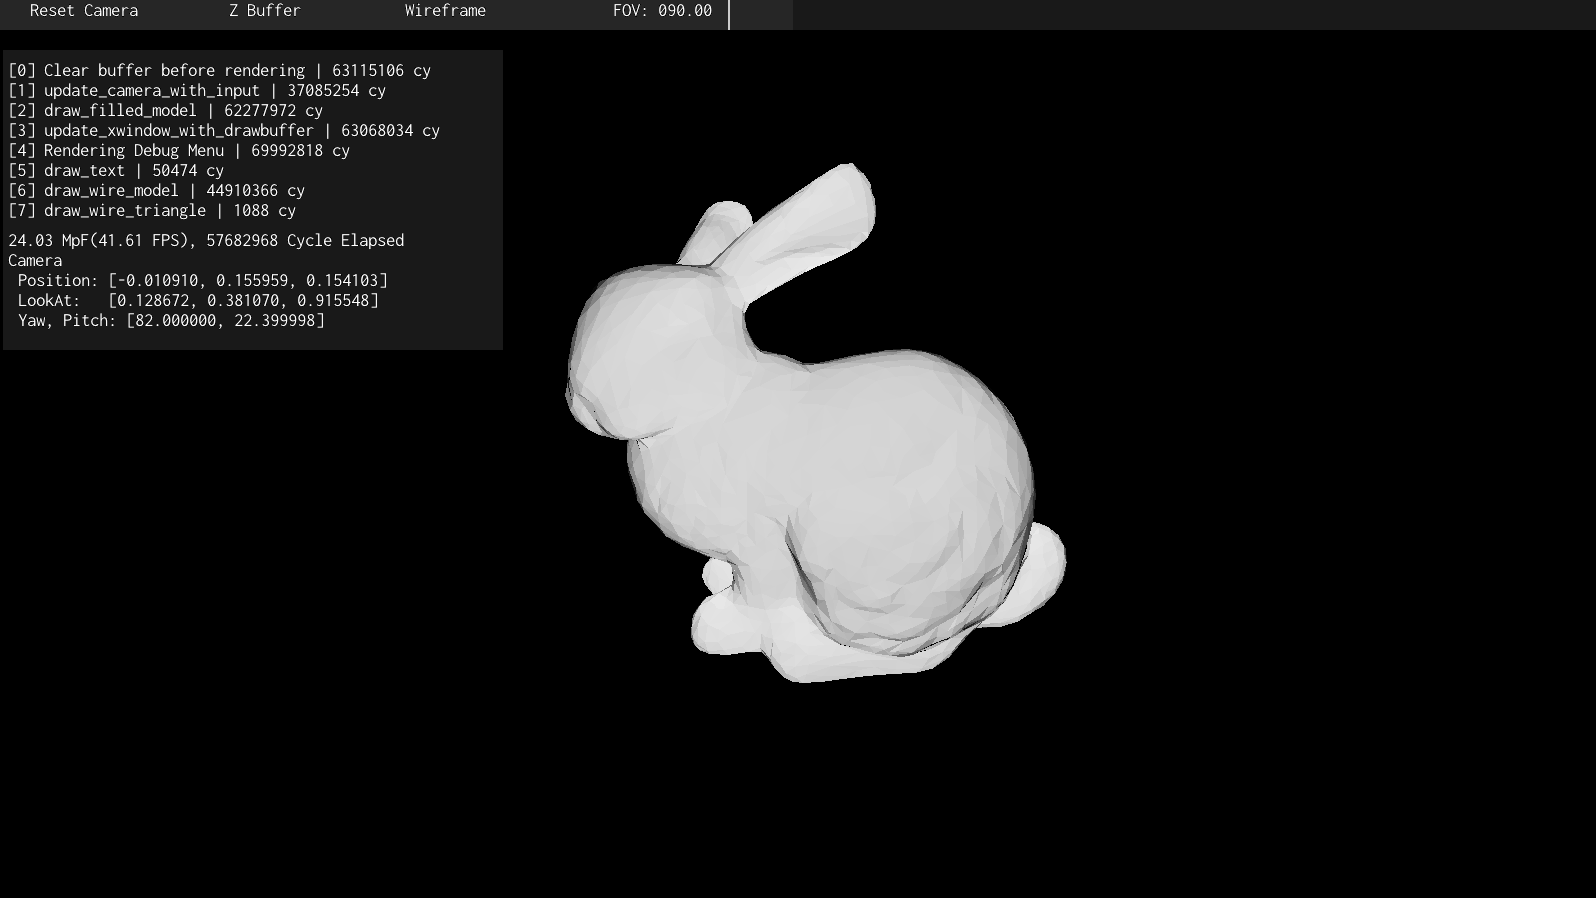 Reset Camera Z Buffer Wireframe FOV: 090.00
[0] Clear buffer before rendering | 63115106 cy
[1] update_camera_with_input | 37085254 cy
[2] draw_filled_model | 62277972 cy
[3] update_xwindow_with_drawbuffer | 63068034 cy
[4] Rendering Debug Menu | 69992818 cy
[5] draw_text | 50474 cy
[6] draw_wire_model | 44910366 cy
[7] draw_wire_triangle | 1088 cy
24.03 MpF(41.61 FPS), 57682968 Cycle Elapsed
Camera
Position: [-0.010910, 0.155959, 0.154103]
LookAt: [0.128672, 0.381070, 0.915548]
Yaw, Pitch: [82.000000, 22.399998]